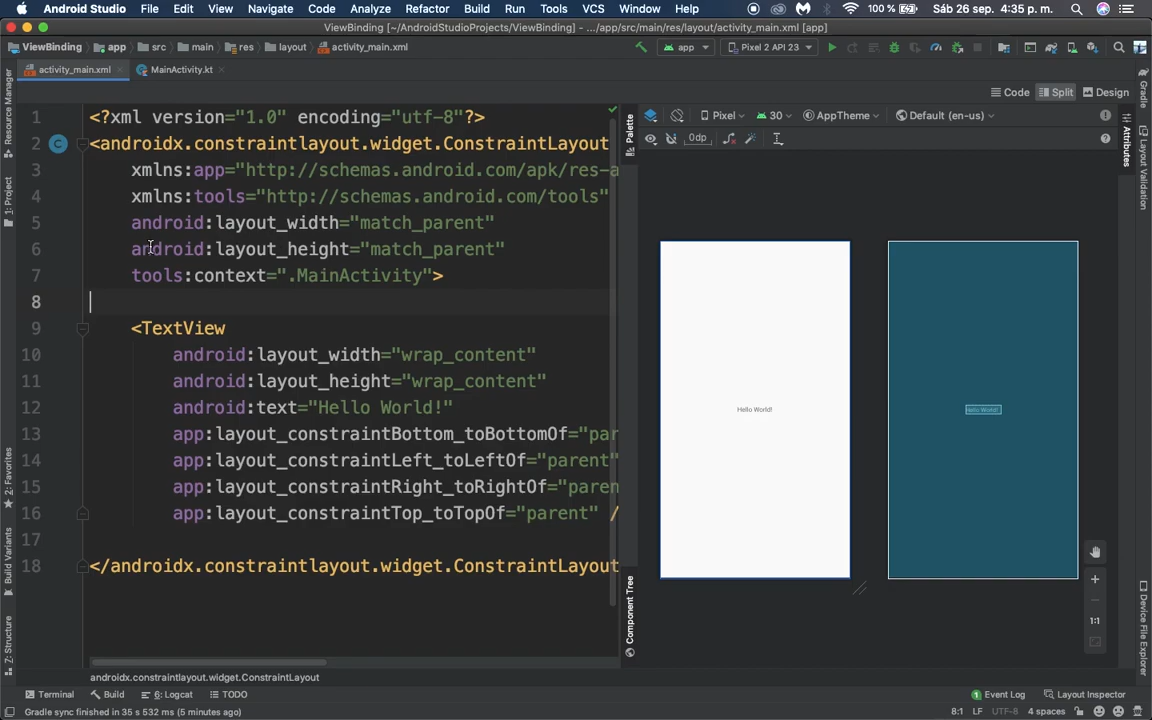 Android Studio File Edit View Navigate Code Analyze Refactor Build Run Tools VCS Window Help 100 % Sáb 26 sep. 4:35 p. m.
ViewBinding [~/AndroidStudioProjects/ViewBinding] - .../app/src/main/res/layout/activity_main.xml [app]
ViewBinding app src main res layout activity_main.xml app Pixel 2 API 23
activity_main.xml MainActivity.kt
Code Split Design
Pixel 30 AppTheme Default (en-us)
0dp
1 <?xml version="1.0" encoding="utf-8"?>
2 <androidx.constraintlayout.widget.ConstraintLayout
3 xmlns:app="http://schemas.android.com/apk/res-a
4 xmlns:tools="http://schemas.android.com/tools"
5 android:layout_width="match_parent"
6 android:layout_height="match_parent"
7 tools:context=".MainActivity">
8
9 <TextView
10 android:layout_width="wrap_content"
11 android:layout_height="wrap_content"
12 android:text="Hello World!"
13 app:layout_constraintBottom_toBottomOf="par
14 app:layout_constraintLeft_toLeftOf="parent"
15 app:layout_constraintRight_toRightOf="paren
16 app:layout_constraintTop_toTopOf="parent" /
17
18 </androidx.constraintlayout.widget.ConstraintLayout
Resource Manager
1: Project
2: Favorites
Build Variants
7: Structure
Palette
Component Tree
Hello World!
Hello World!
1:1
Attributes
Gradle
Layout Validation
Device File Explorer
androidx.constraintlayout.widget.ConstraintLayout
Terminal Build 6: Logcat TODO 1 Event Log Layout Inspector
Gradle sync finished in 35 s 532 ms (5 minutes ago) 8:1 LF UTF-8 4 spaces